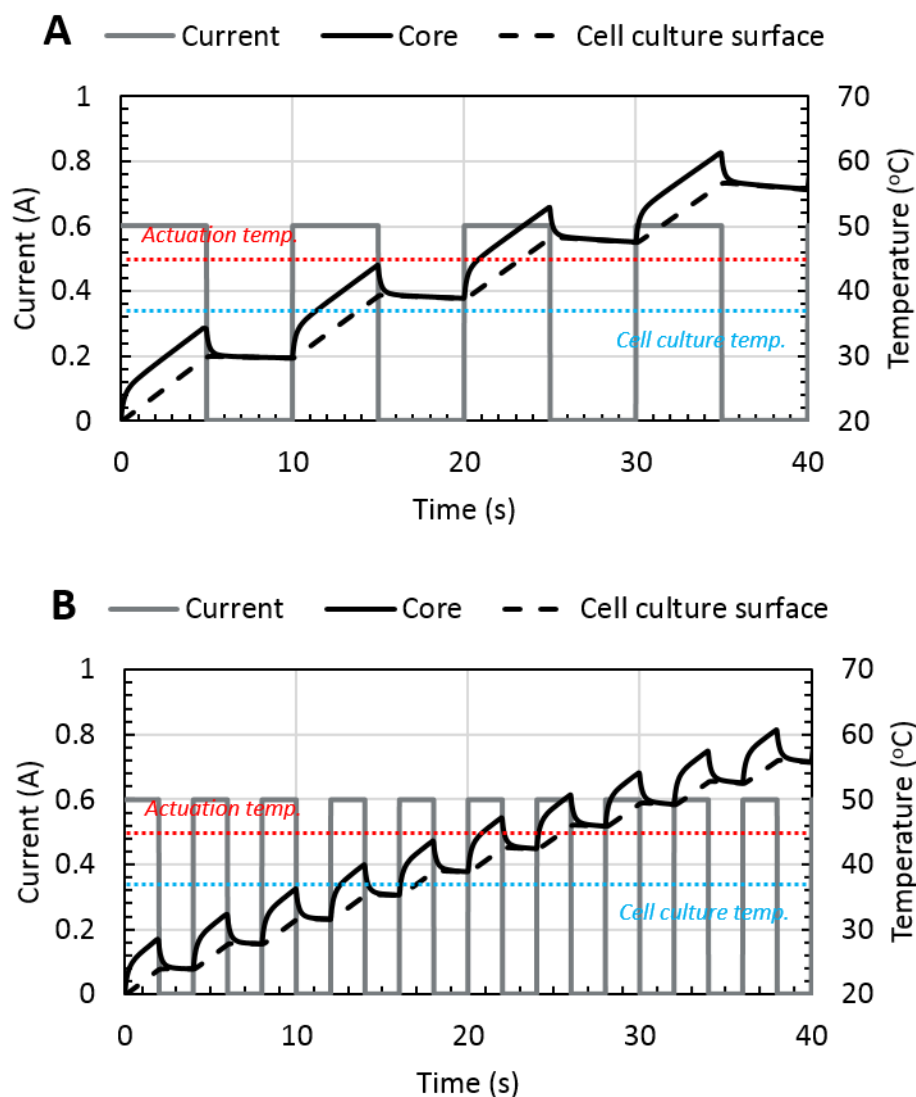 A
Current Core Cell culture surface
1 70
0.8 60
0.6 50
Actuation temp.
0.4 40
Cell culture temp.
0.2 30
0 20
0 10 20 30 40
Current (A)
Temperature (°C)
Time (s)
B
Current Core Cell culture surface
1 70
0.8 60
0.6 50
Actuation temp.
0.4 40
Cell culture temp.
0.2 30
0 20
0 10 20 30 40
Current (A)
Temperature (°C)
Time (s)